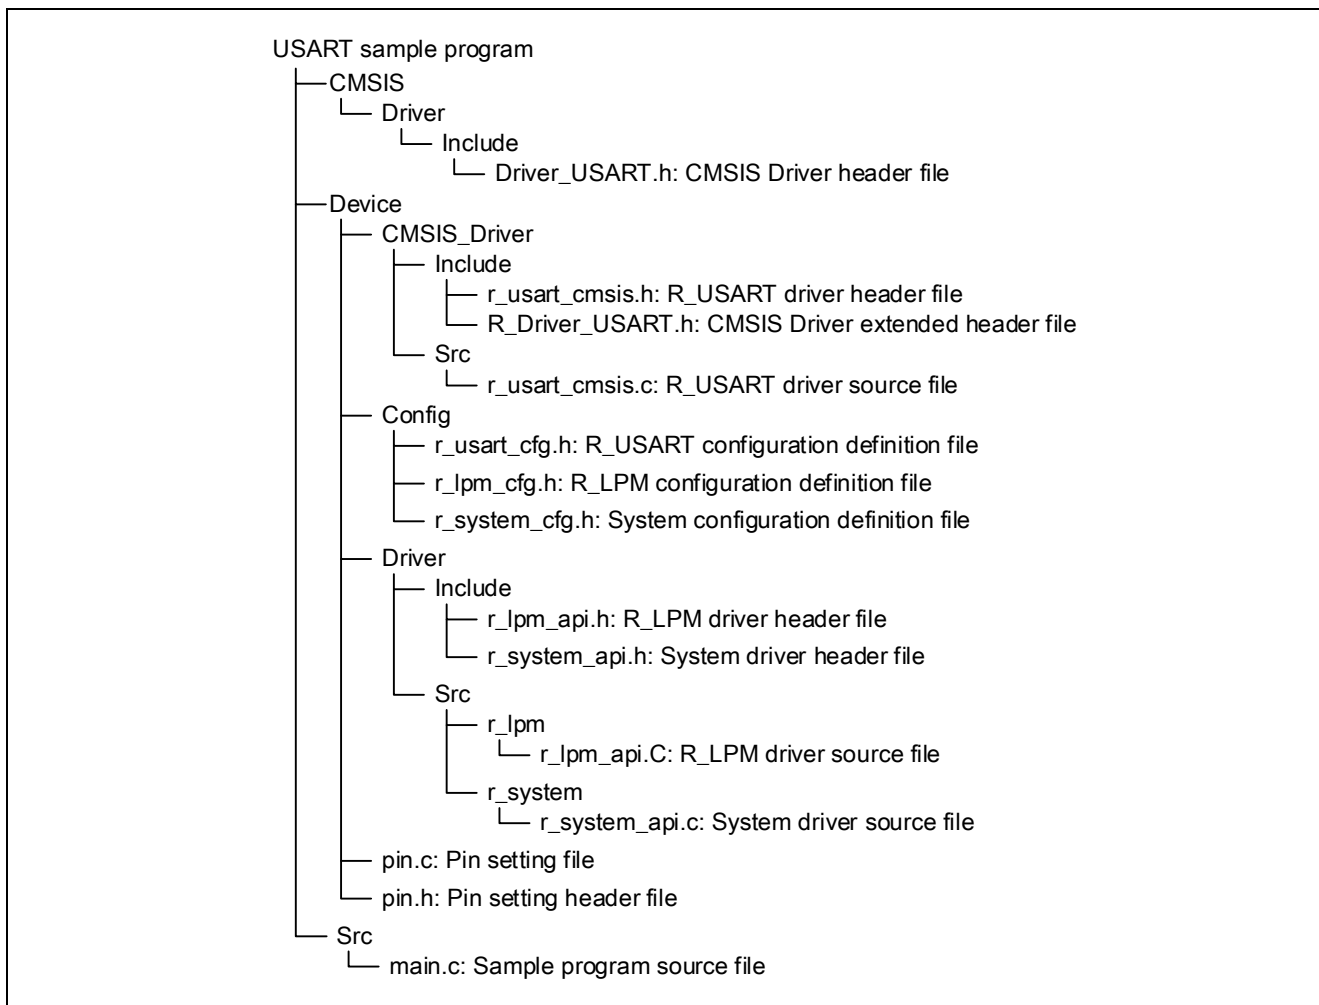 USART sample program
CMSIS
Driver
Include
Driver_USART.h: CMSIS Driver header file
Device
CMSIS_Driver
Include
r_usart_cmsis.h: R_USART driver header file
R_Driver_USART.h: CMSIS Driver extended header file
Src
r_usart_cmsis.c: R_USART driver source file
Config
r_usart_cfg.h: R_USART configuration definition file
r_lpm_cfg.h: R_LPM configuration definition file
r_system_cfg.h: System configuration definition file
Driver
Include
r_lpm_api.h: R_LPM driver header file
r_system_api.h: System driver header file
Src
r_lpm
r_lpm_api.C: R_LPM driver source file
r_system
r_system_api.c: System driver source file
pin.c: Pin setting file
pin.h: Pin setting header file
Src
main.c: Sample program source file